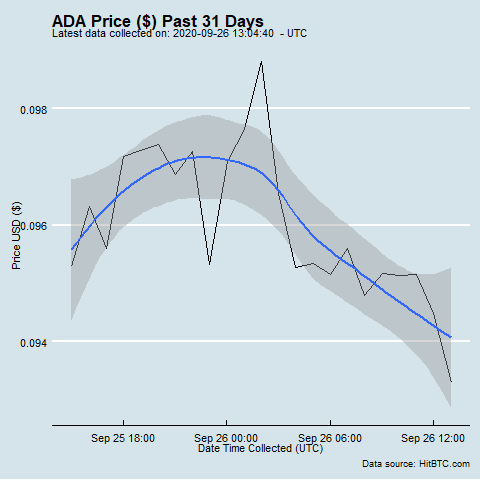 ADA Price ($) Past 31 Days
Latest data collected on: 2020-09-26 13:04:40 - UTC
0.098
0.096
0.094
Price USD ($)
Sep 25 18:00
Sep 26 00:00
Sep 26 06:00
Sep 26 12:00
Date Time Collected (UTC)
Data source: HitBTC.com